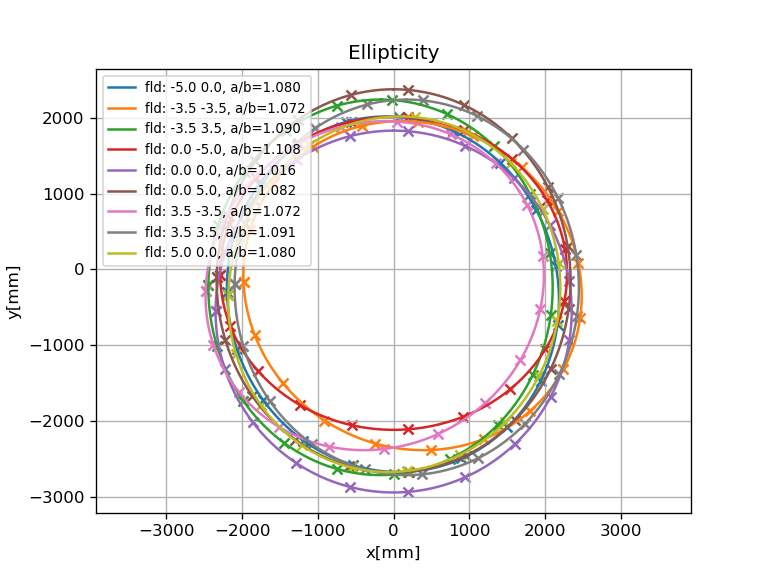 Ellipticity
fld: -5.0 0.0, a/b=1.080
fld: -3.5 -3.5, a/b=1.072
fld: -3.5 3.5, a/b=1.090
fld: 0.0 -5.0, a/b=1.108
fld: 0.0 0.0, a/b=1.016
fld: 0.0 5.0, a/b=1.082
fld: 3.5 -3.5, a/b=1.072
fld: 3.5 3.5, a/b=1.091
fld: 5.0 0.0, a/b=1.080
2000
1000
0
−1000
−2000
−3000
y[mm]
−3000 −2000 −1000 0 1000 2000 3000
x[mm]